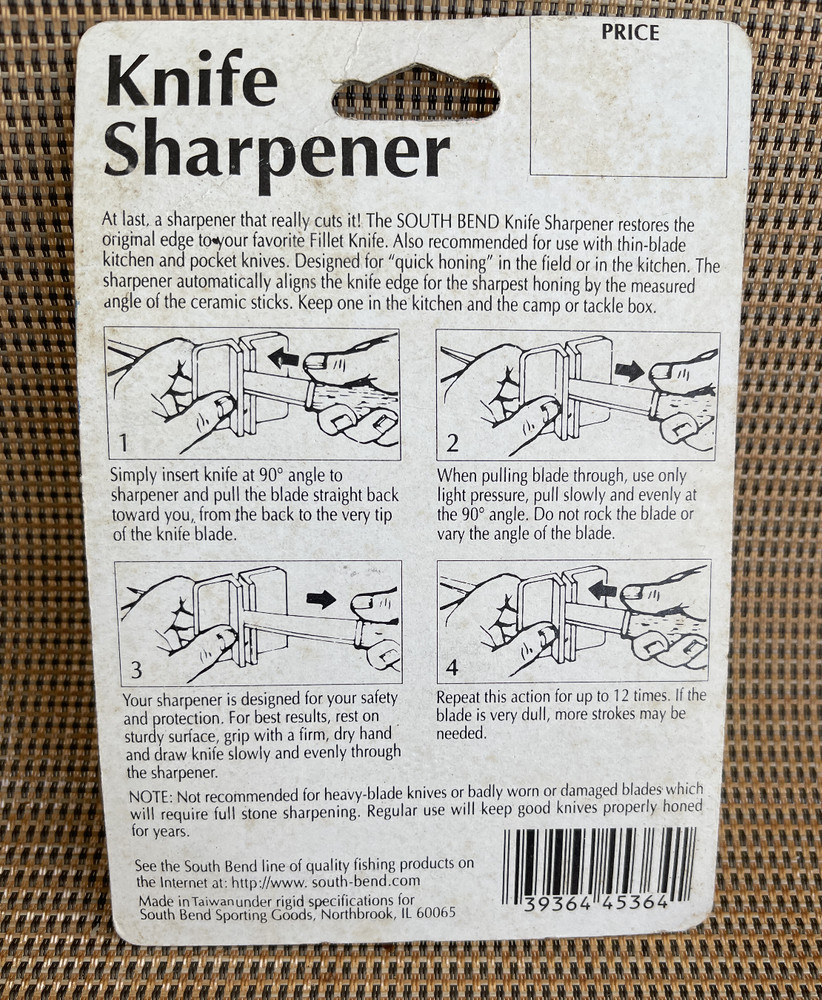 PRICE
Knife
Sharpener
At last, a sharpener that really cuts it! The SOUTH BEND Knife Sharpener restores the
original edge to your favorite Fillet Knife. Also recommended for use with thin-blade
kitchen and pocket knives. Designed for “quick honing” in the field or in the kitchen. The
sharpener automatically aligns the knife edge for the sharpest honing by the measured
angle of the ceramic sticks. Keep one in the kitchen and the camp or tackle box.
1
Simply insert knife at 90° angle to
sharpener and pull the blade straight back
toward you, from the back to the very tip
of the knife blade.
2
When pulling blade through, use only
light pressure, pull slowly and evenly at
the 90° angle. Do not rock the blade or
vary the angle of the blade.
3
Your sharpener is designed for your safety
and protection. For best results, rest on
sturdy surface, grip with a firm, dry hand
and draw knife slowly and evenly through
the sharpener.
4
Repeat this action for up to 12 times. If the
blade is very dull, more strokes may be
needed.
NOTE: Not recommended for heavy-blade knives or badly worn or damaged blades which
will require full stone sharpening. Regular use will keep good knives properly honed
for years.
See the South Bend line of quality fishing products on
the Internet at: http://www. south-bend.com
Made in Taiwan under rigid specifications for
South Bend Sporting Goods, Northbrook, IL 60065
39364 45364